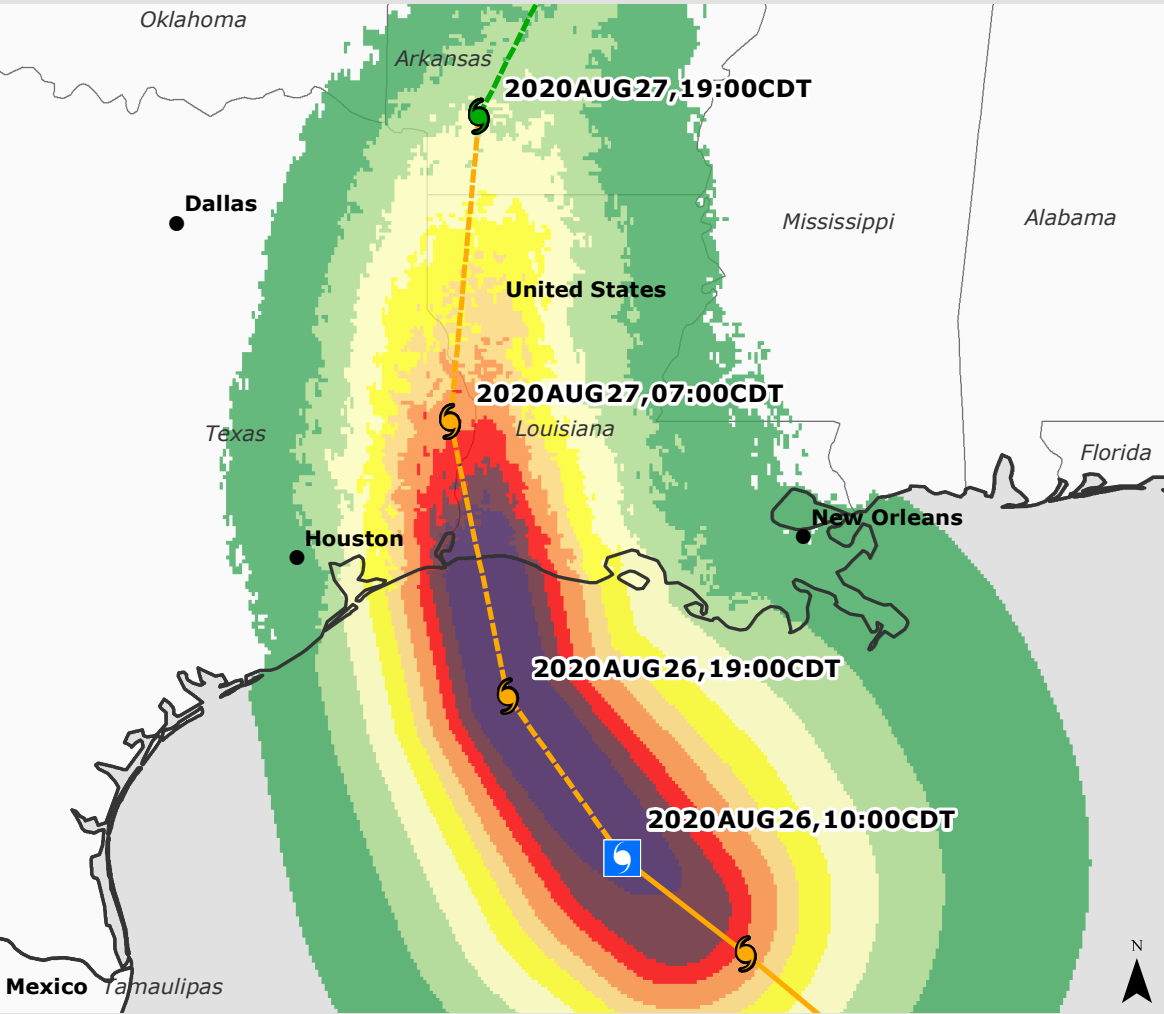 Oklahoma
Arkansas
2020AUG27,19:00CDT
Dallas
Mississippi
Alabama
United States
2020AUG27,07:00CDT
Texas
Louisiana
Florida
New Orleans
Houston
2020AUG26,19:00CDT
2020AUG26,10:00CDT
N
Mexico
Tamaulipas